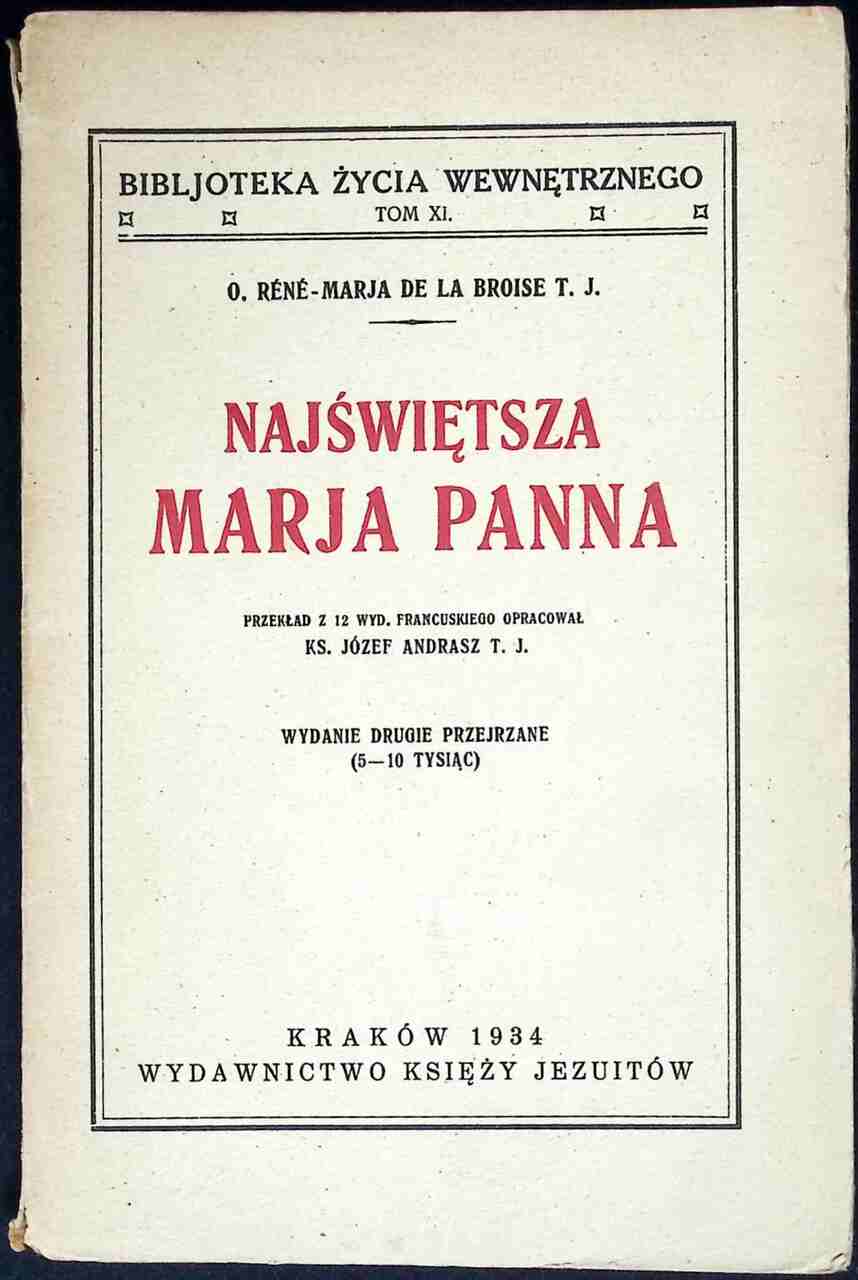 BIBLJOTEKA ŻYCIA WEWNĘTRZNEGO
TOM XI.
O. RÉNÉ-MARJA DE LA BROISE T. J.
NAJŚWIĘTSZA
MARJA PANNA
PRZEKŁAD Z 12 WYD. FRANCUSKIEGO OPRACOWAŁ
KS. JÓZEF ANDRASZ T. J.
WYDANIE DRUGIE PRZEJRZANE
(5—10 TYSIĄC)
KRAKÓW 1934
WYDAWNICTWO KSIĘŻY JEZUITÓW